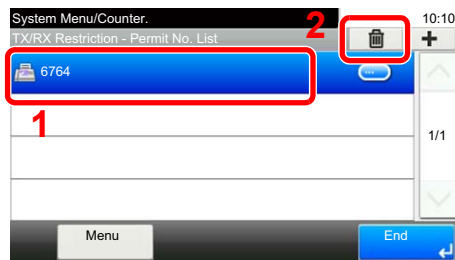 System Menu/Counter. 2 10:10
TX/RX Restriction - Permit No. List
6764
1
1/1
Menu End